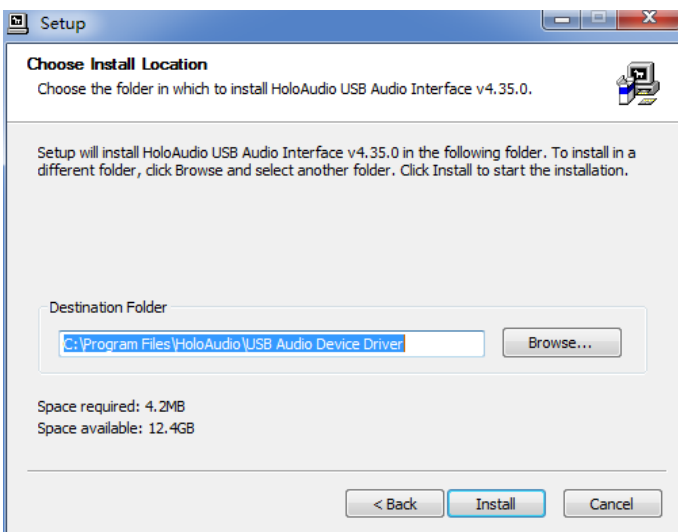 Setup
Choose Install Location
Choose the folder in which to install HoloAudio USB Audio Interface v4.35.0.
Setup will install HoloAudio USB Audio Interface v4.35.0 in the following folder. To install in a
different folder, click Browse and select another folder. Click Install to start the installation.
Destination Folder
C:\Program Files\HoloAudio\USB Audio Device Driver
Browse...
Space required: 4.2MB
Space available: 12.4GB
< Back
Install
Cancel